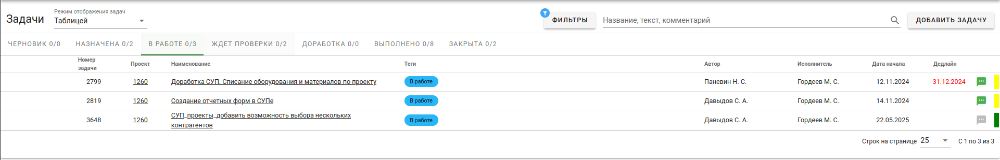 Задачи
Режим отображения задач
Таблицей
ФИЛЬТРЫ
Название, текст, комментарий
ДОБАВИТЬ ЗАДАЧУ
ЧЕРНОВИК 0/0 НАЗНАЧЕНА 0/2 В РАБОТЕ 0/3 ЖДЕТ ПРОВЕРКИ 0/2 ДОРАБОТКА 0/0 ВЫПОЛНЕНО 0/8 ЗАКРЫТА 0/2
Номер
задачи
Проект Наименование Теги Автор Исполнитель Дата начала Дедлайн
2799 1260 Доработка СУП. Списание оборудования и материалов по проекту В работе Паневин Н. С. Гордеев М. С. 12.11.2024 31.12.2024
2819 1260 Создание отчетных форм в СУПе В работе Давыдов С. А. Гордеев М. С. 14.11.2024
3648 1260 СУП_проекты_добавить возможность выбора нескольких
контрагентов
В работе Давыдов С. А. Гордеев М. С. 22.05.2025
Строк на странице 25 С 1 по 3 из 3